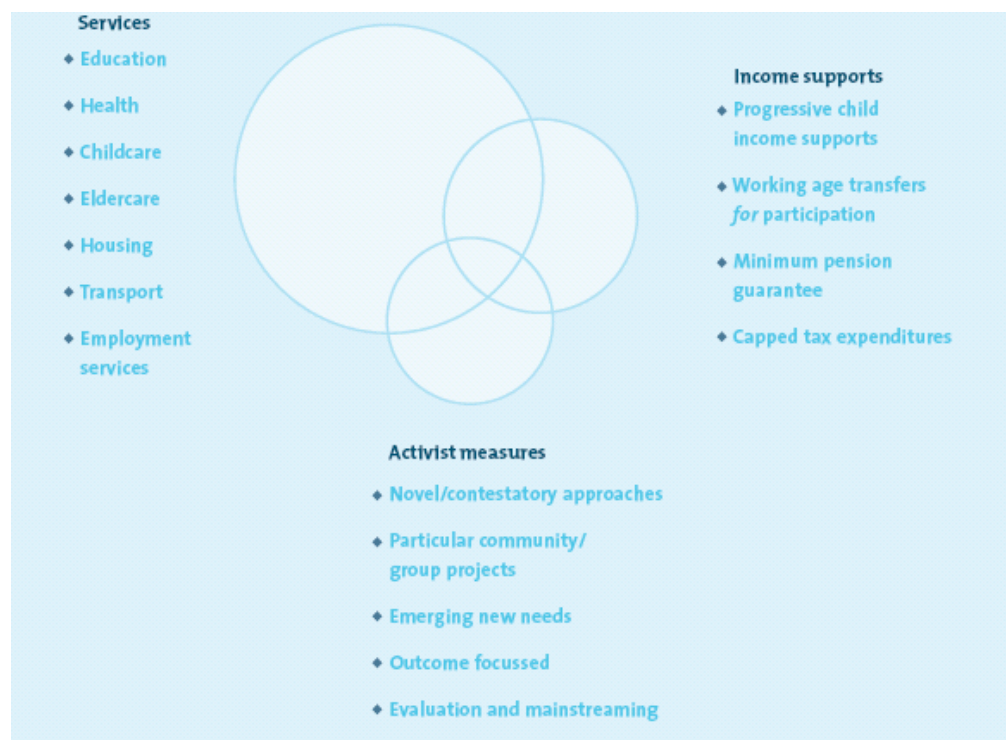 Services
Education
Health
Childcare
Eldercare
Housing
Transport
Employment
services
Income supports
Progressive child
income supports
Working age transfers
for participation
Minimum pension
guarantee
Capped tax expenditures
Activist measures
Novel/contestatory approaches
Particular community/
group projects
Emerging new needs
Outcome focussed
Evaluation and mainstreaming